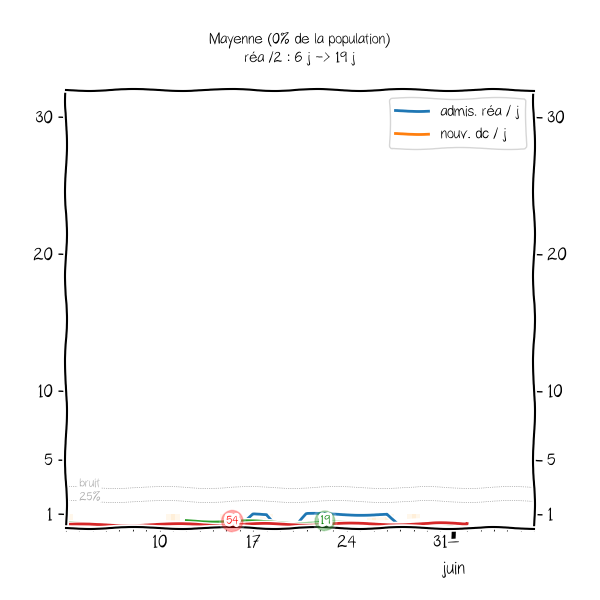 Mayenne (0% de la population)
réa /2 : 6 j -> 19 j
admis. réa / j
nouv. dc / j
30
30
20
20
10
10
5
5
bruit
25%
1
1
54
19
10
17
24
31
juin